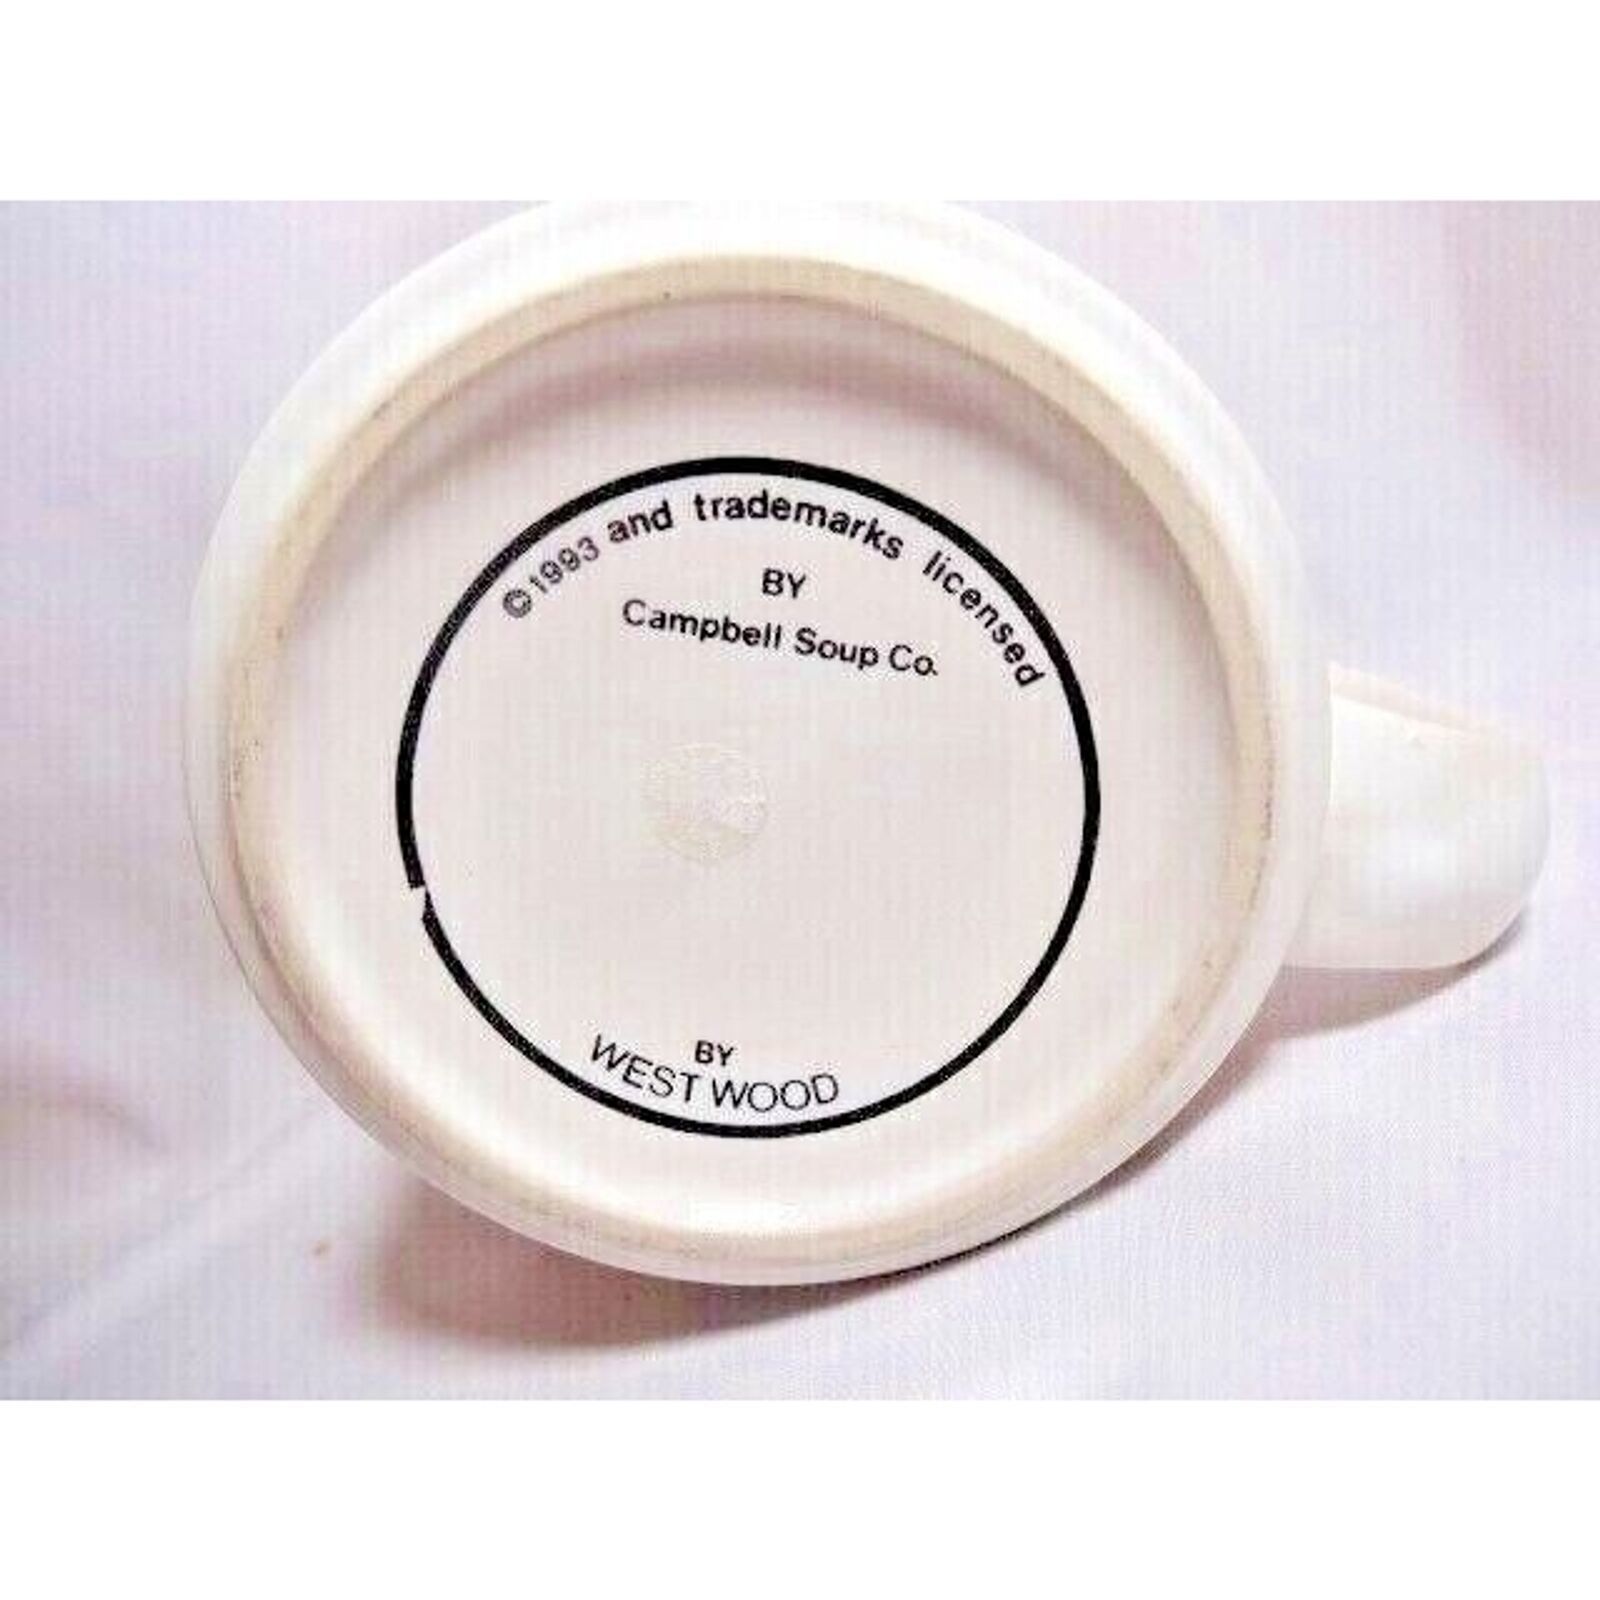 ©1993 and trademarks licensed
BY
Campbell Soup Co.
BY
WEST WOOD